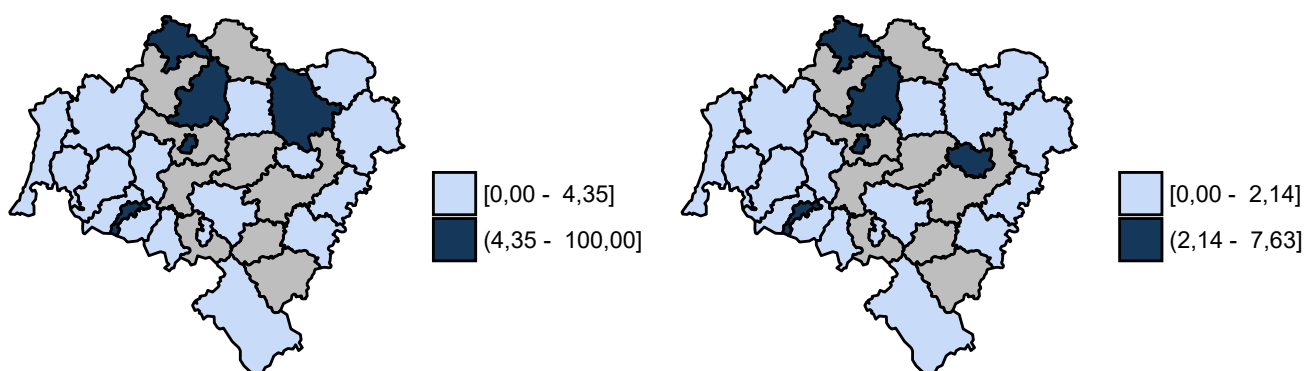 [0,00 - 4,35]
(4,35 - 100,00]
[0,00 - 2,14]
(2,14 - 7,63]